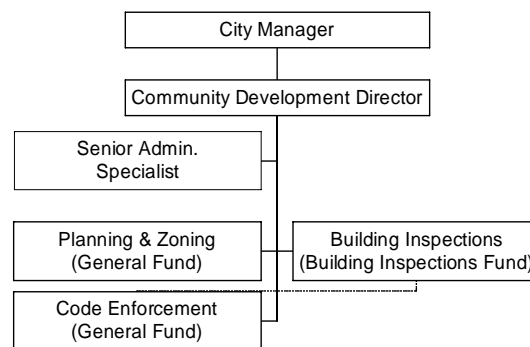 City Manager
Community Development Director
Senior Admin.
Specialist
Planning & Zoning
(General Fund)
Building Inspections
(Building Inspections Fund)
Code Enforcement
(General Fund)